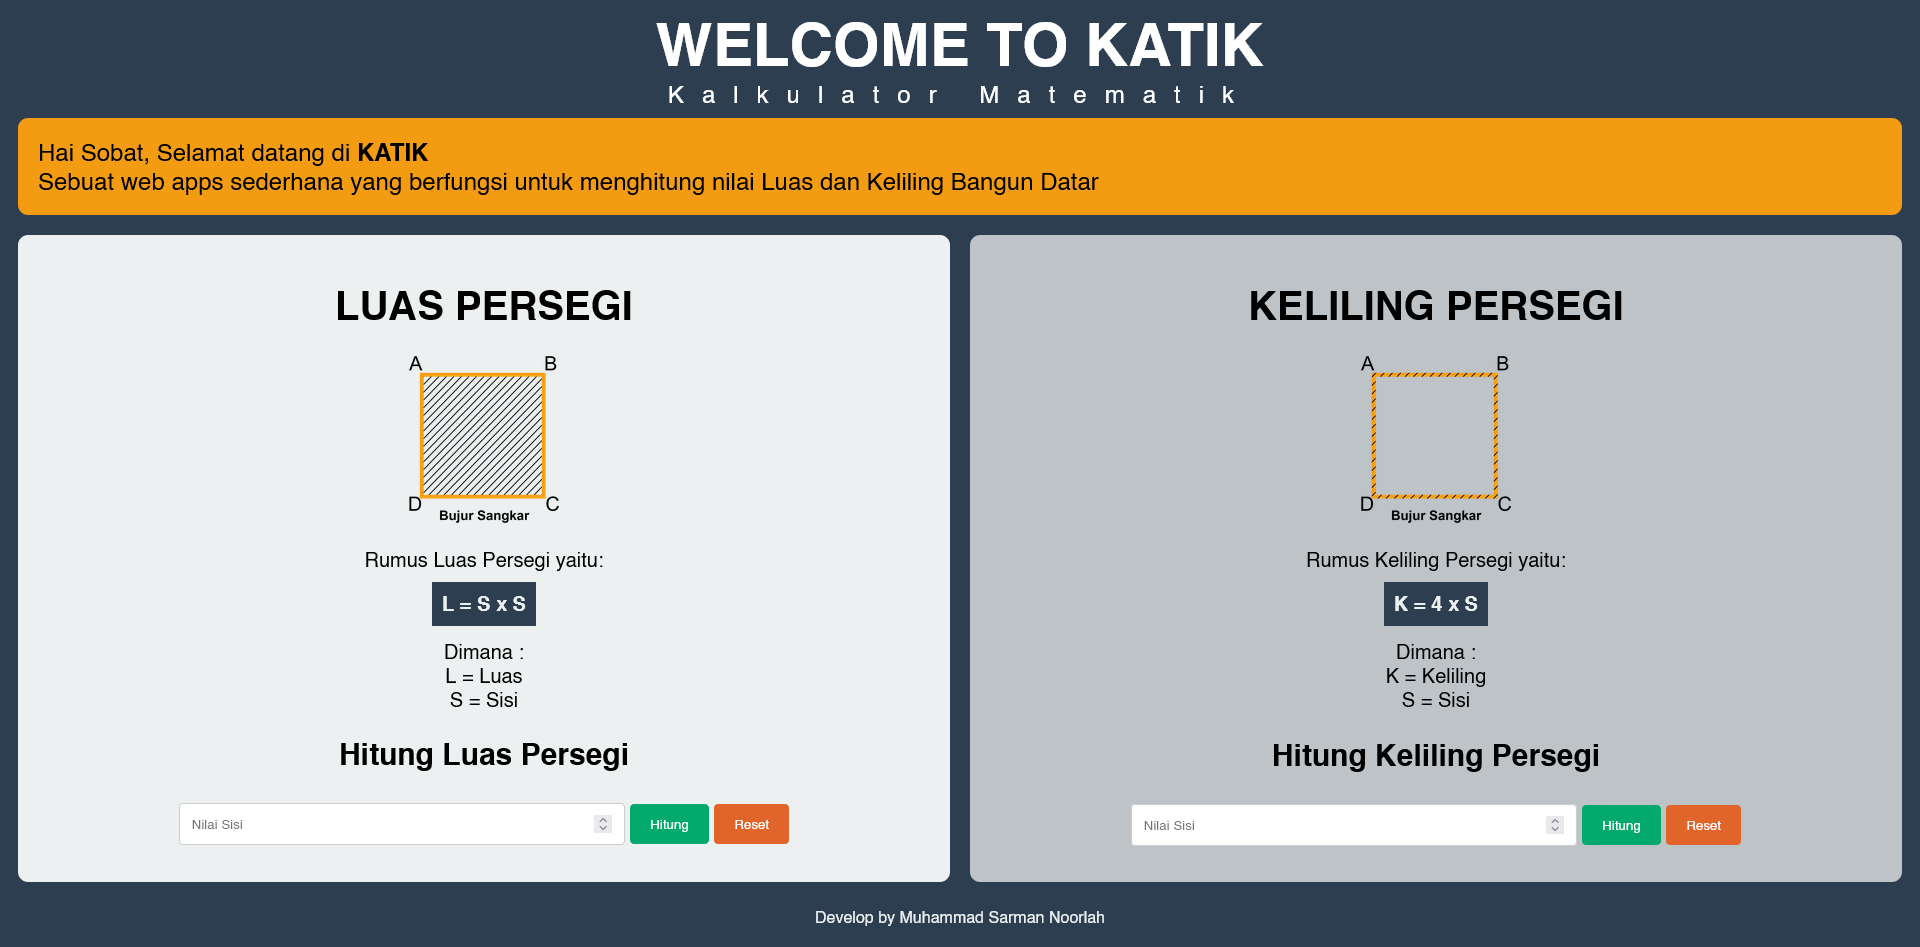 WELCOME TO KATIK
Kalkulator Matematik
Hai Sobat, Selamat datang di KATIK
Sebuat web apps sederhana yang berfungsi untuk menghitung nilai Luas dan Keliling Bangun Datar
LUAS PERSEGI
A B
D C
Bujur Sangkar
Rumus Luas Persegi yaitu:
L = S x S
Dimana :
L = Luas
S = Sisi
Hitung Luas Persegi
Nilai Sisi Hitung Reset
KELILING PERSEGI
A B
D C
Bujur Sangkar
Rumus Keliling Persegi yaitu:
K = 4 x S
Dimana :
K = Keliling
S = Sisi
Hitung Keliling Persegi
Nilai Sisi Hitung Reset
Develop by Muhammad Sarman Noorlah